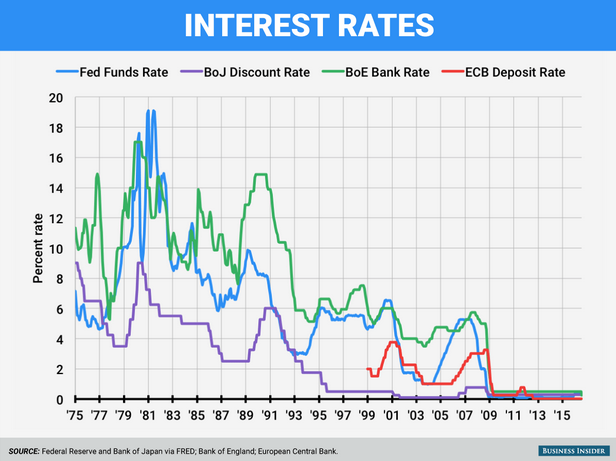 INTEREST RATES
Fed Funds Rate BoJ Discount Rate BoE Bank Rate ECB Deposit Rate
Percent rate
20
18
16
14
12
10
8
6
4
2
0
'75 '77 '79 '81 '83 '85 '87 '89 '91 '93 '95 '97 '99 '01 '03 '05 '07 '09 '11 '13 '15
SOURCE: Federal Reserve and Bank of Japan via FRED; Bank of England; European Central Bank.
BUSINESS INSIDER